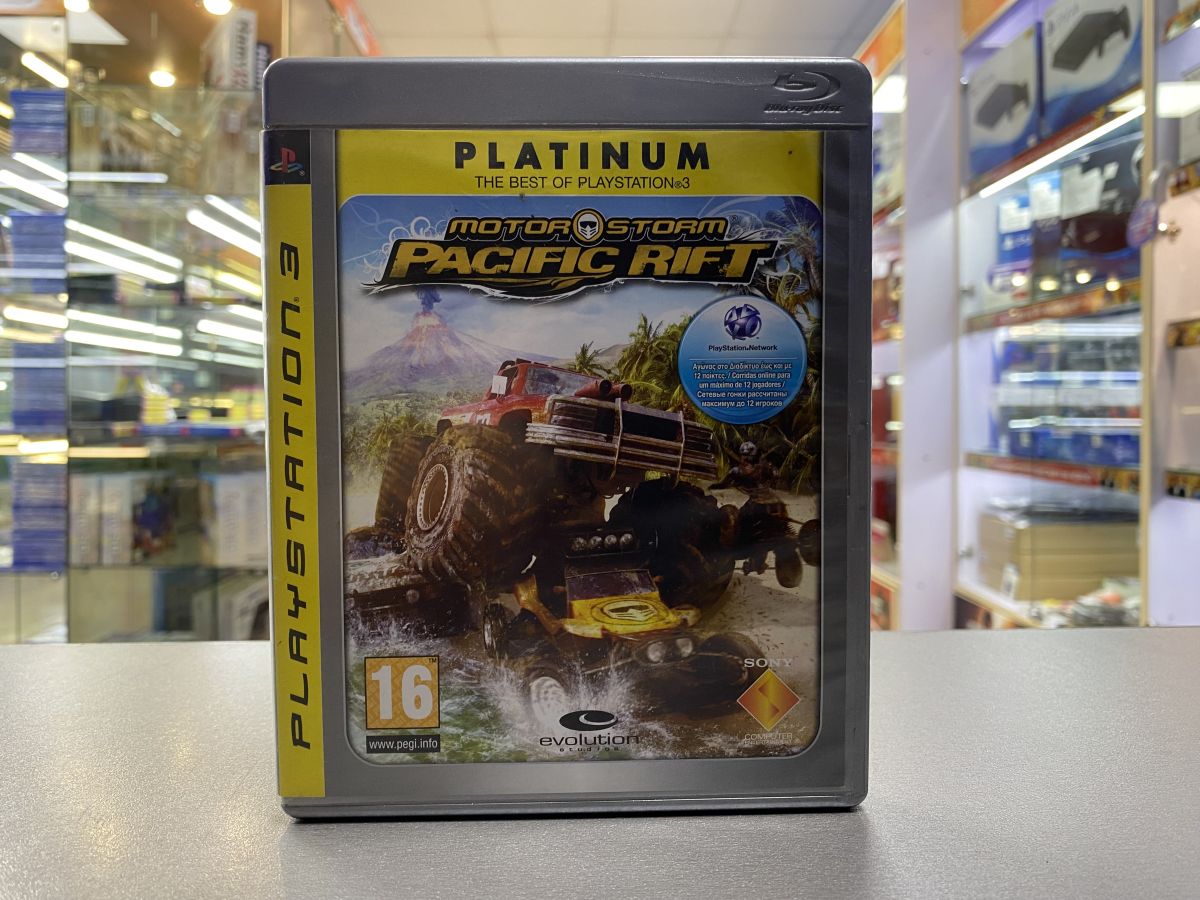 Blu-ray Disc
PLATINUM
THE BEST OF PLAYSTATION®3
PLAYSTATION®3
MOTORSTORM®
PACIFIC RIFT
PlayStation®Network
Αγώνας στο Διαδίκτυο έως και με
12 παίκτες. / Corridas online para
um máximo de 12 jogadores /
Сетевые гонки рассчитаны
максимум до 12 игроков
16™
www.pegi.info
evolution
studios
SONY
COMPUTER
ENTERTAINMENT